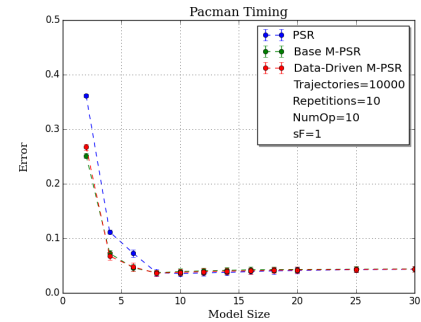 Pacman Timing
0.5
0.4
0.3
0.2
0.1
0.0
Error
PSR
Base M-PSR
Data-Driven M-PSR
Trajectories=10000
Repetitions=10
NumOp=10
sF=1
0 5 10 15 20 25 30
Model Size